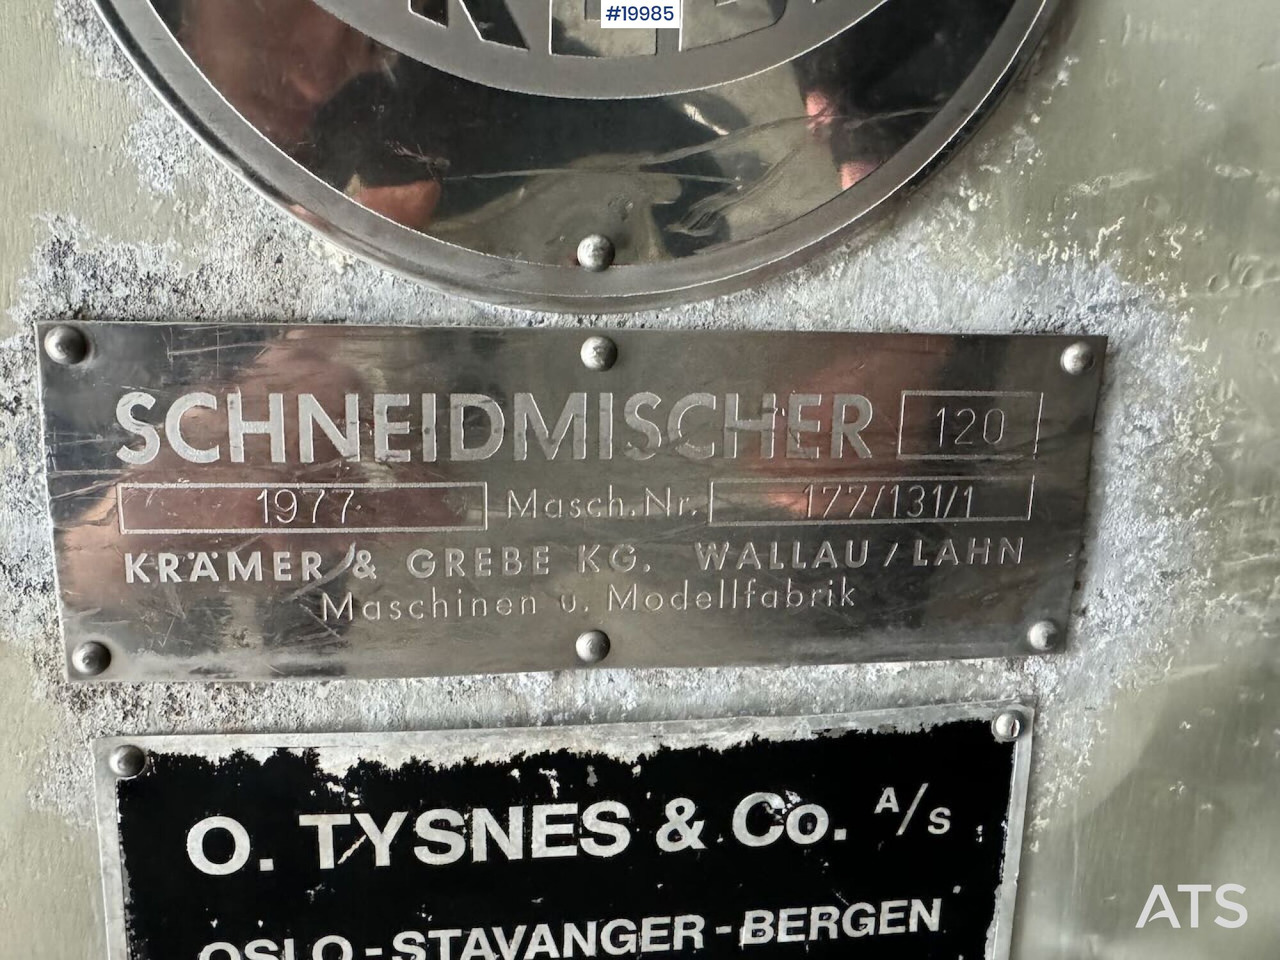 #19985
SCHNEIDMISCHER 120
1977 Masch.Nr. 177/131/1
KRÄMER & GREBE KG. WALLAU / LAHN
Maschinen u. Modellfabrik
O. TYSNES & Co. A/S
OSLO - STAVANGER - BERGEN
ATS